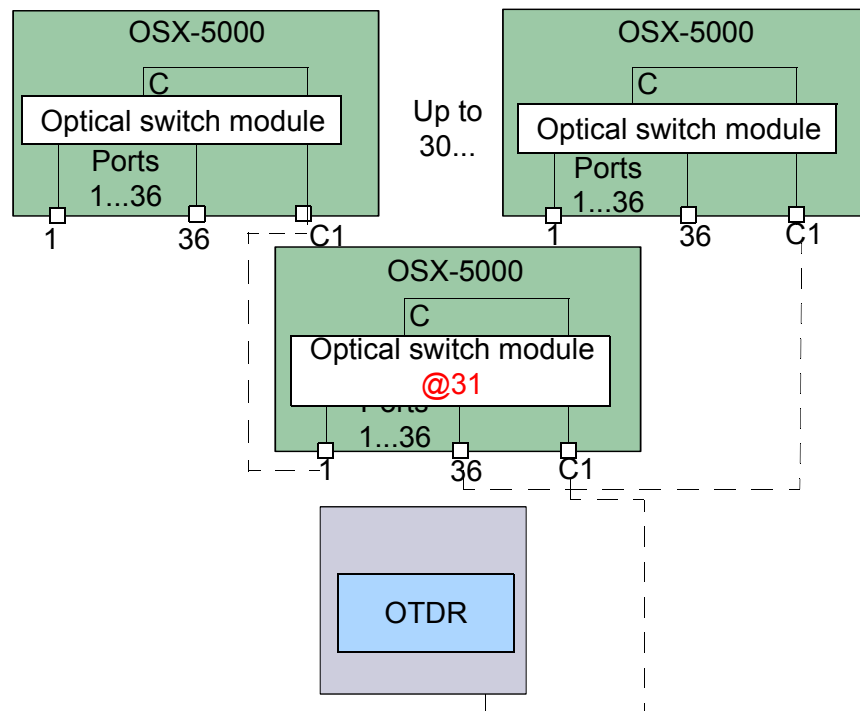 OSX-5000
C
Optical switch module
Ports
1...36
1
36
C1
Up to
30...
OSX-5000
C
Optical switch module
Ports
1...36
1
36
C1
OSX-5000
C
Optical switch module
@31
Ports
1...36
1
36
C1
OTDR